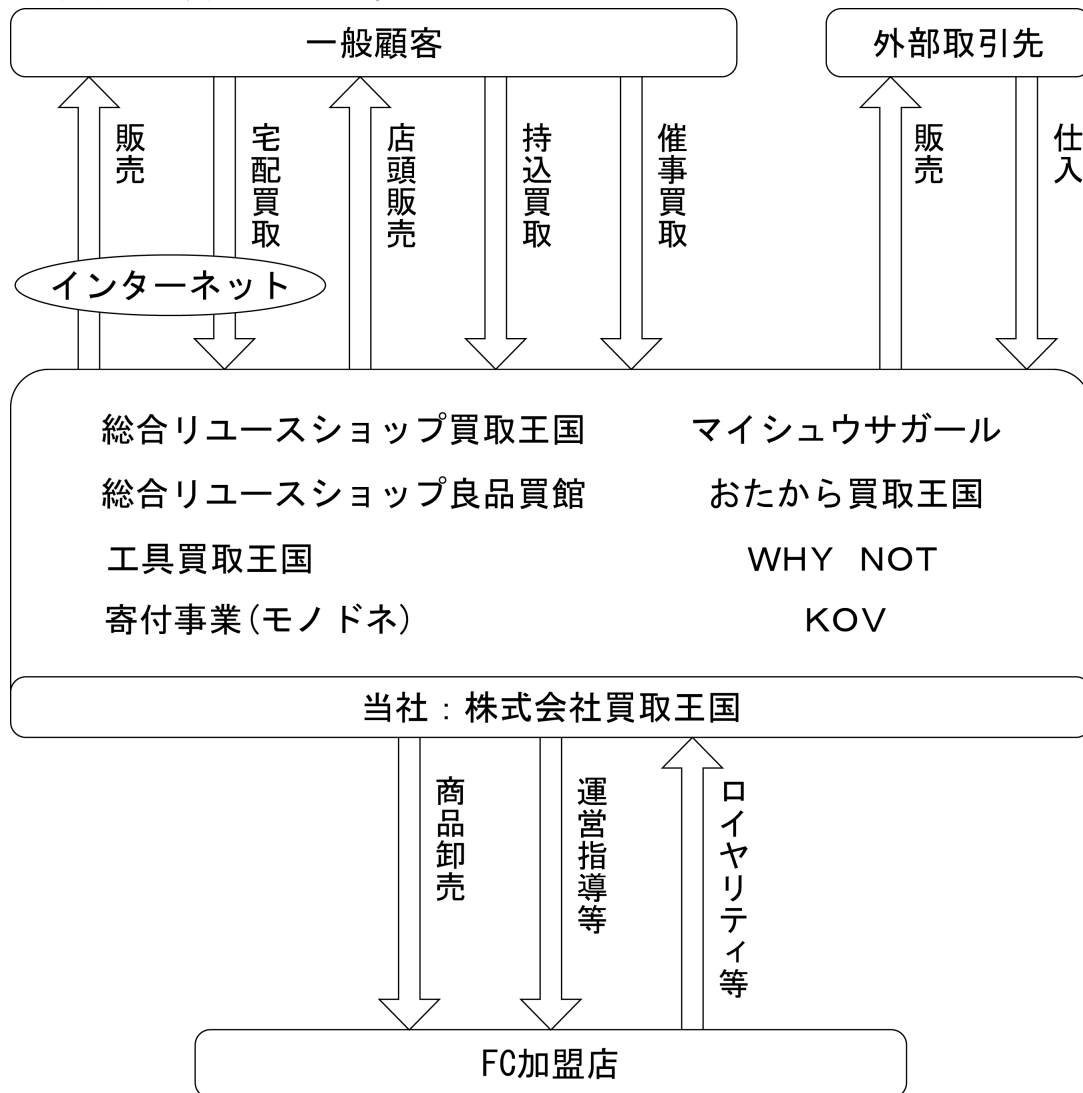 一般顧客
外部取引先
販売
宅配買取
店頭販売
持込買取
催事買取
販売
仕入
インターネット
総合リユースショップ買取王国
マイシュウサガール
総合リユースショップ良品買館
おたから買取王国
工具買取王国
WHY NOT
寄付事業(モノドネ)
KOV
当社：株式会社買取王国
商品卸売
運営指導等
ロイヤリティ等
FC加盟店